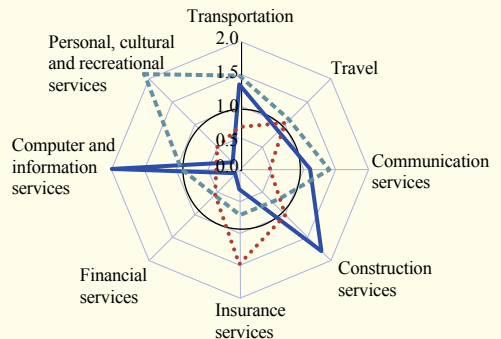 Transportation
2.0
Personal, cultural
and recreational
services
1.5
Travel
1.0
0.5
Computer and
information
services
0.0
Communication
services
Financial
services
Construction
services
Insurance
services